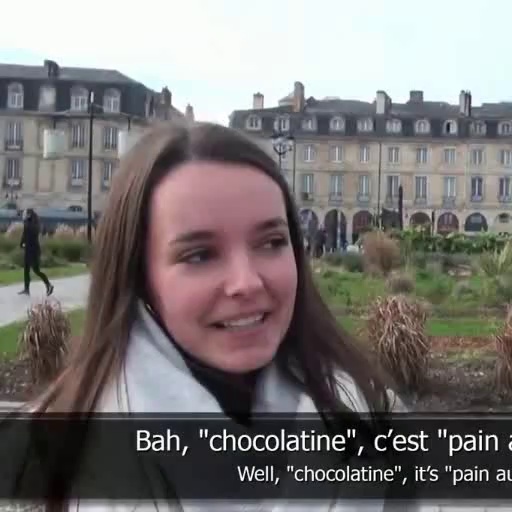 Bah, "chocolatine", c’est "pain a
Well, "chocolatine", it’s "pain au